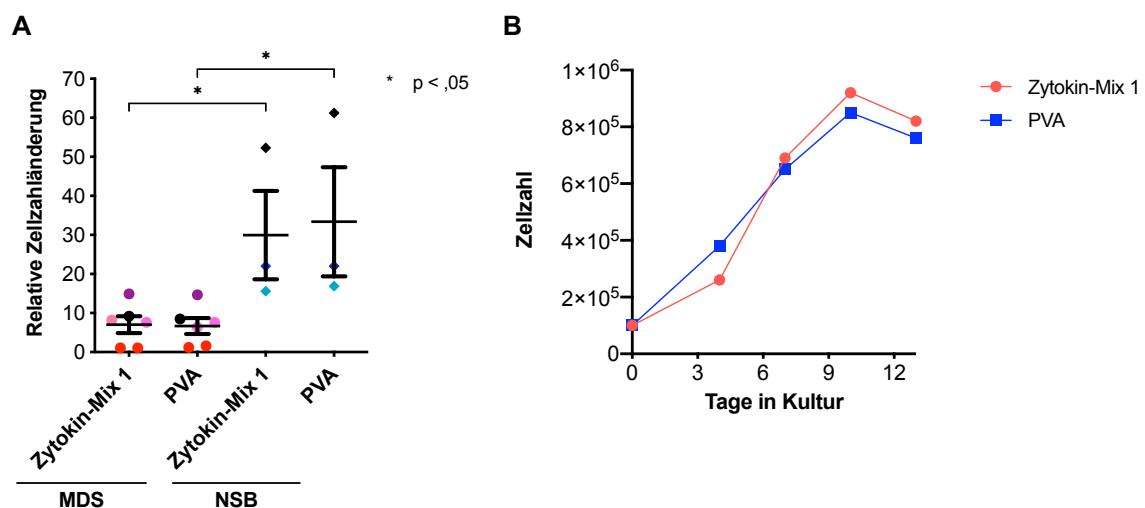 A
*
*
* p < ,05
Relative Zellzahländerung
70
60
50
40
30
20
10
0
Zytokin-Mix 1
PVA
Zytokin-Mix 1
PVA
MDS
NSB
B
Zellzahl
1×10⁶
8×10⁵
6×10⁵
4×10⁵
2×10⁵
0
0 3 6 9 12
Tage in Kultur
Zytokin-Mix 1
PVA